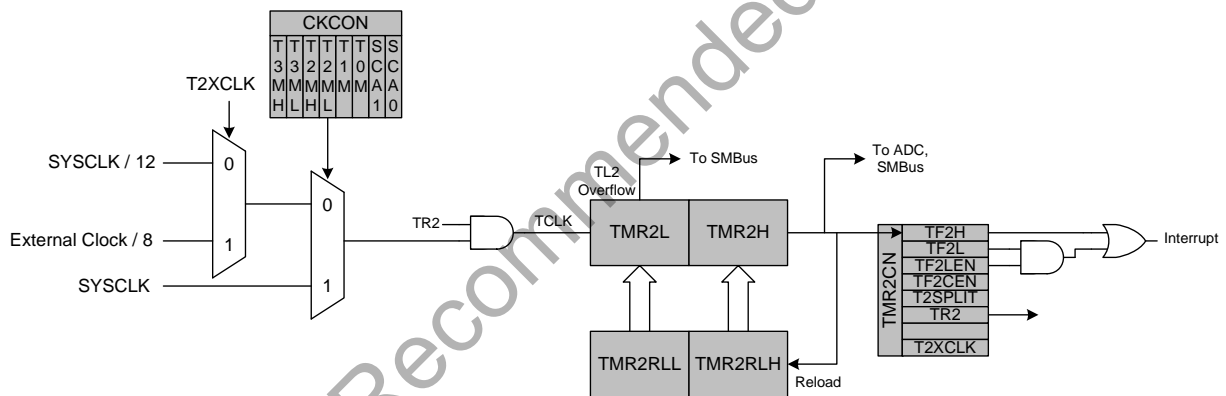 CKCON
T3MH
T3ML
T2MH
T2ML
T1M
T0M
SCA1
SCA0
T2XCLK
SYSCLK / 12
0
External Clock / 8
1
SYSCLK
0
1
TR2
TCLK
TL2
Overflow
To SMBus
TMR2L
TMR2H
To ADC,
SMBus
TMR2RLL
TMR2RLH
Reload
TMR2CN
TF2H
TF2L
TF2LEN
TF2CEN
T2SPLIT
TR2
T2XCLK
Interrupt
Recommended